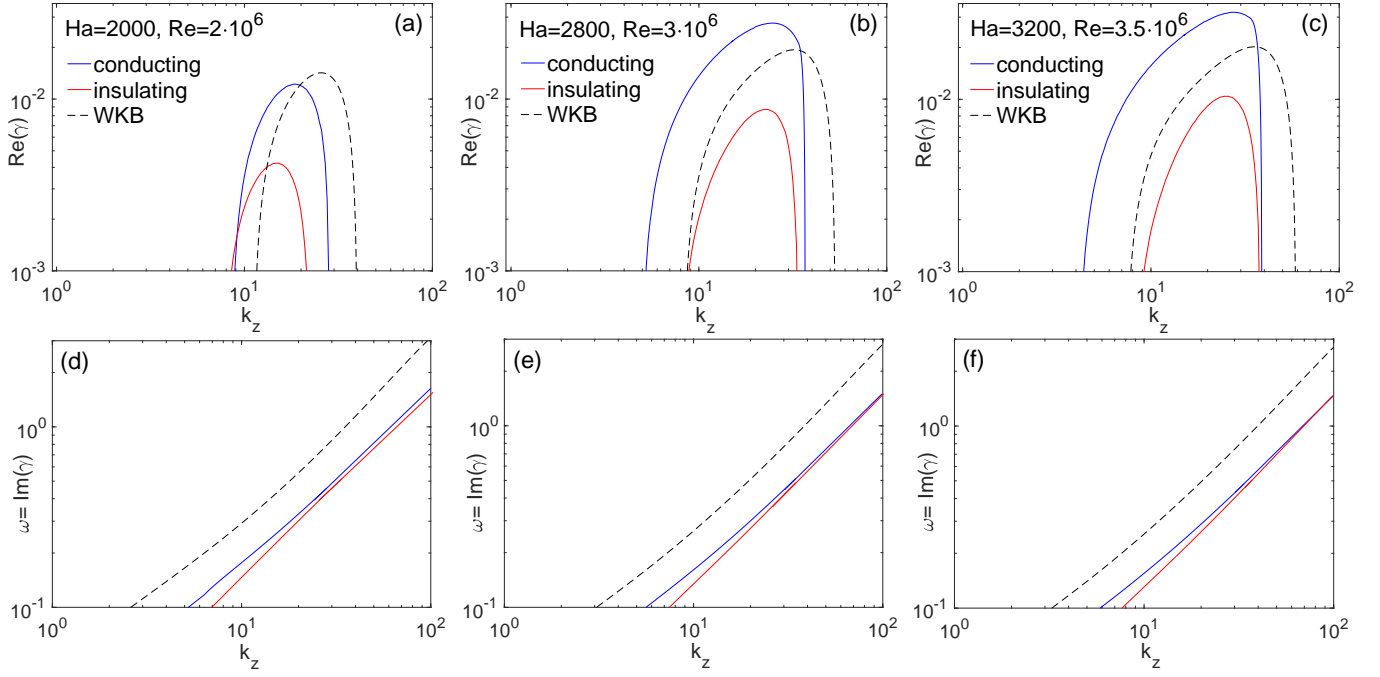 Ha=2000, Re=2·10^6
(a)
conducting
insulating
WKB
Re(γ)
10^-2
10^-3
10^0
10^1
10^2
k_z
Ha=2800, Re=3·10^6
(b)
conducting
insulating
WKB
Re(γ)
10^-2
10^-3
10^0
10^1
10^2
k_z
Ha=3200, Re=3.5·10^6
(c)
conducting
insulating
WKB
Re(γ)
10^-2
10^-3
10^0
10^1
10^2
k_z
(d)
ω= Im(γ)
10^0
10^-1
10^0
10^1
10^2
k_z
(e)
ω= Im(γ)
10^0
10^-1
10^0
10^1
10^2
k_z
(f)
ω= Im(γ)
10^0
10^-1
10^0
10^1
10^2
k_z